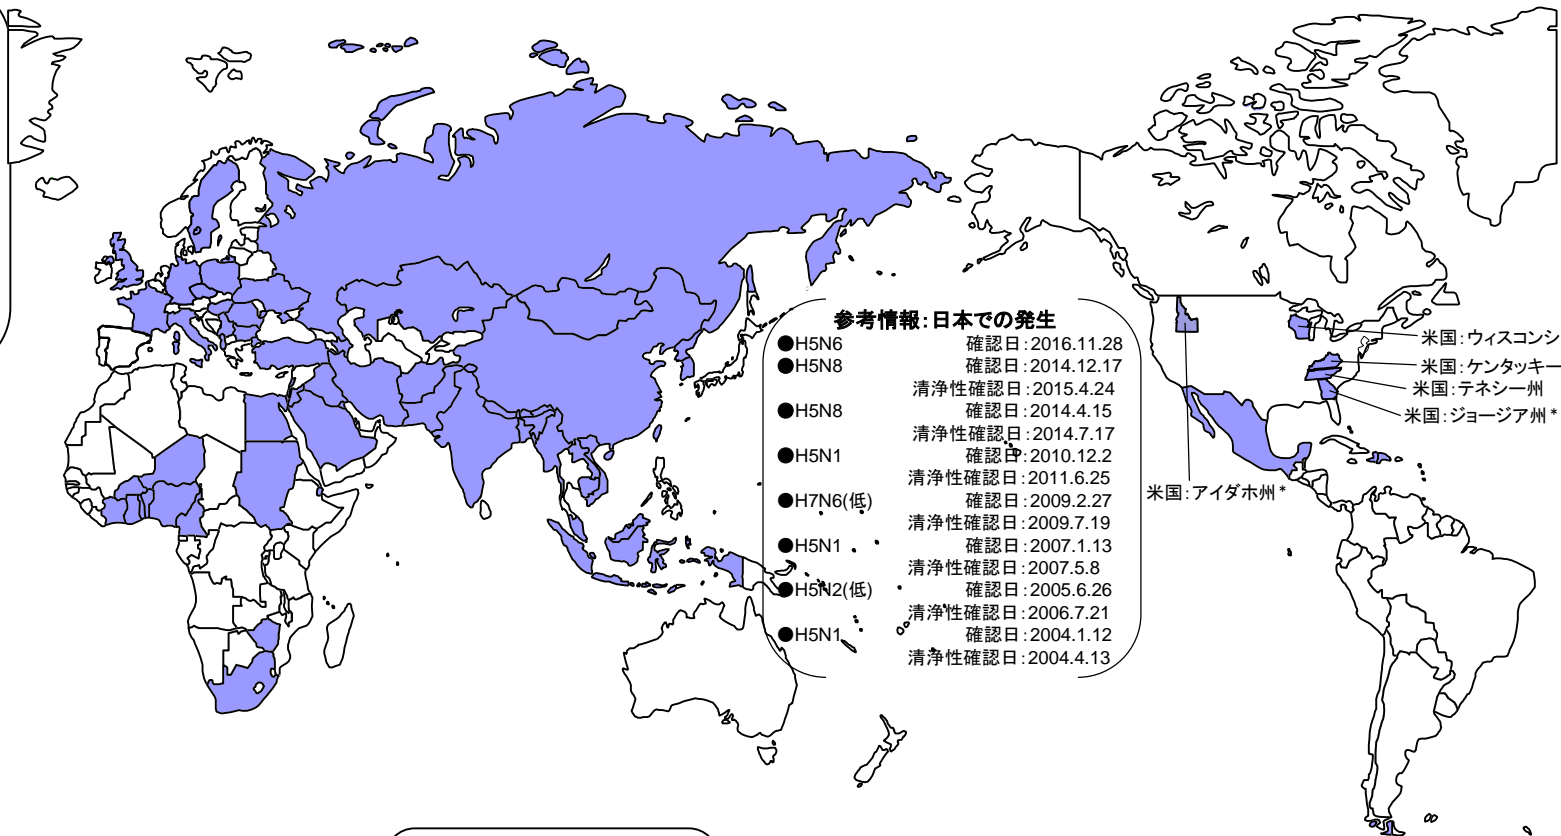 参考情報:日本での発生
●H5N6 確認日:2016.11.28
●H5N8 確認日:2014.12.17
清浄性確認日:2015.4.24
●H5N8 確認日:2014.4.15
清浄性確認日:2014.7.17
●H5N1 確認日:2010.12.2
清浄性確認日:2011.6.25
●H7N6(低) 確認日:2009.2.27
清浄性確認日:2009.7.19
●H5N1 確認日:2007.1.13
清浄性確認日:2007.5.8
●H5N2(低) 確認日:2005.6.26
清浄性確認日:2006.7.21
●H5N1 確認日:2004.1.12
清浄性確認日:2004.4.13
米国:ウィスコンシ
米国:ケンタッキー
米国:テネシー州
米国:ジョージア州*
米国:アイダホ州*